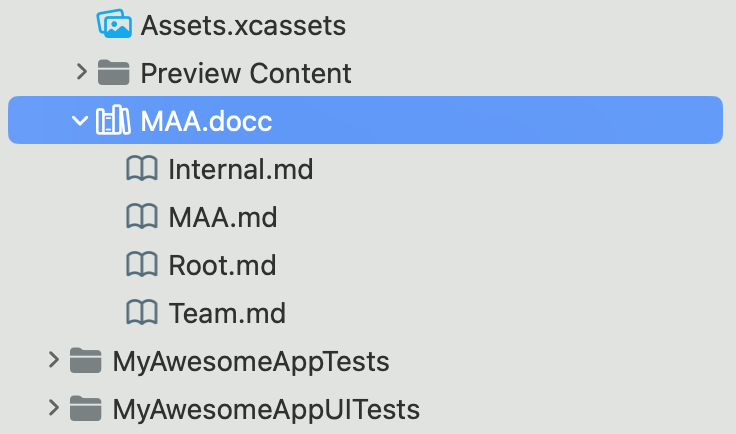 Assets.xcassets
Preview Content
MAA.docc
Internal.md
MAA.md
Root.md
Team.md
MyAwesomeAppTests
MyAwesomeAppUITests